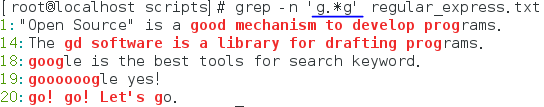 [root@localhost scripts]# grep -n 'g.*g' regular_express.txt
1:"Open Source" is a good mechanism to develop programs.
14:The gd software is a library for drafting programs.
18:google is the best tools for search keyword.
19:goooooogle yes!
20:go! go! Let's go.